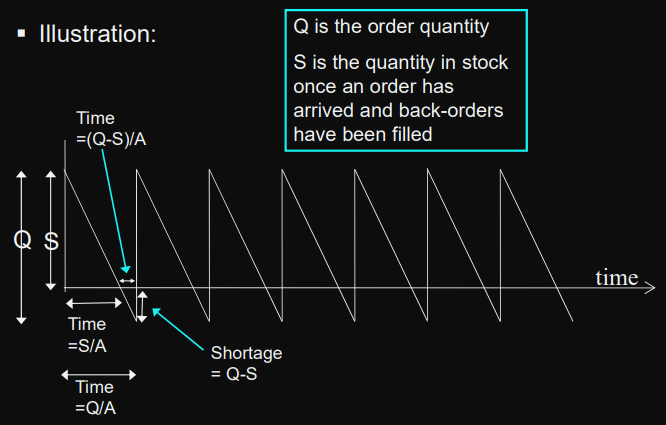 ▪ Illustration:
Q is the order quantity
S is the quantity in stock
once an order has
arrived and back-orders
have been filled
Time
=(Q-S)/A
Q
S
time
Time
=S/A
Shortage
= Q-S
Time
=Q/A